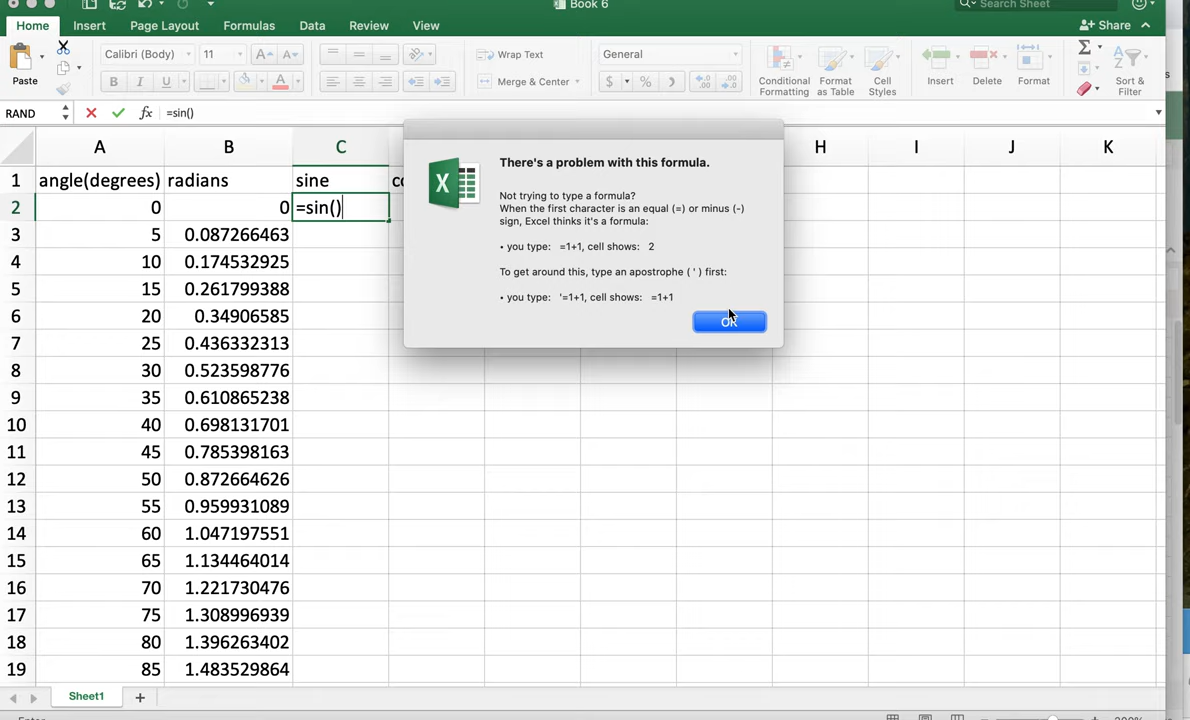 Book 6
Search Sheet
Home Insert Page Layout Formulas Data Review View
Share
Paste
Calibri (Body) 11
B I U
A A
A
Wrap Text
Merge & Center
General
$ % )
.00 .0
Conditional Formatting
Format as Table
Cell Styles
Insert
Delete
Format
Σ
Sort & Filter
RAND fx =sin()
A B C H I J K
1 angle(degrees) radians sine co
2 0 0 =sin()
3 5 0.087266463
4 10 0.174532925
5 15 0.261799388
6 20 0.34906585
7 25 0.436332313
8 30 0.523598776
9 35 0.610865238
10 40 0.698131701
11 45 0.785398163
12 50 0.872664626
13 55 0.959931089
14 60 1.047197551
15 65 1.134464014
16 70 1.221730476
17 75 1.308996939
18 80 1.396263402
19 85 1.483529864
There's a problem with this formula.
Not trying to type a formula?
When the first character is an equal (=) or minus (-)
sign, Excel thinks it's a formula:
• you type: =1+1, cell shows: 2
To get around this, type an apostrophe ( ' ) first:
• you type: '=1+1, cell shows: =1+1
OK
Sheet1 +